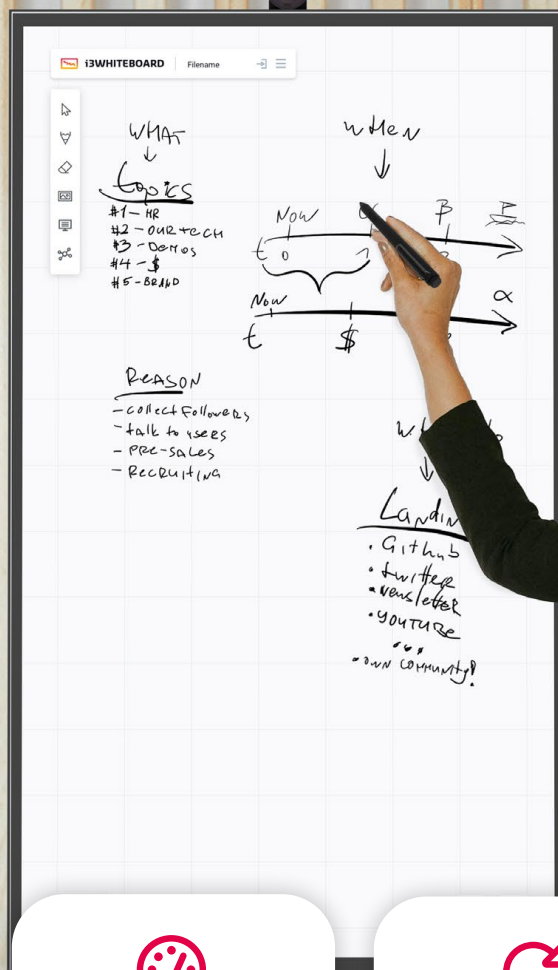 i3WHITEBOARD Filename
WHAT
topics
#1 - HR
#2 - OUR tECH
#3 - DeMOS
#4 - $
#5 - BRAND
wHeN
Now
β
t 0 1
Now α
t $
ReASON
- collect Followers
- talk to users
- PRE-SALES
- RecRuitiNG
• Github
• twitter
• Newsletter
• YOUTUBE
...
• OWN COMMUNity!